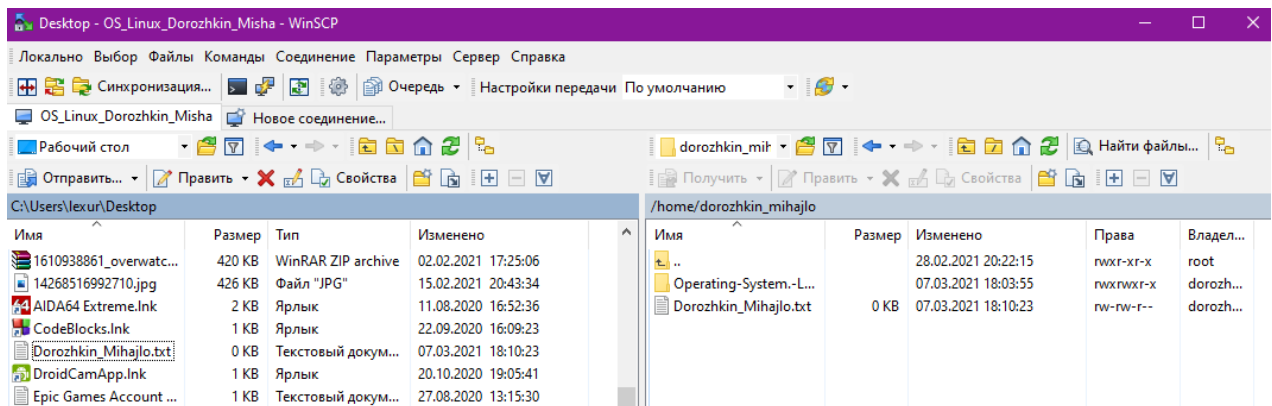 Desktop - OS_Linux_Dorozhkin_Misha - WinSCP
Локально Выбор Файлы Команды Соединение Параметры Сервер Справка
Синхронизация... Очередь Настройки передачи По умолчанию
OS_Linux_Dorozhkin_Misha Новое соединение...
Рабочий стол dorozhkin_mih Найти файлы...
Отправить... Править Свойства Получить Править Свойства
C:\Users\lexur\Desktop /home/dorozhkin_mihajlo
Имя Размер Тип Изменено Имя Размер Изменено Права Владел...
1610938861_overwatc... 420 KB WinRAR ZIP archive 02.02.2021 17:25:06 .. 28.02.2021 20:22:15 rwxr-xr-x root
14268516992710.jpg 426 KB Файл "JPG" 15.02.2021 20:43:34 Operating-System.-L... 07.03.2021 18:03:55 rwxrwxr-x dorozh...
AIDA64 Extreme.lnk 2 KB Ярлык 11.08.2020 16:52:36 Dorozhkin_Mihajlo.txt 0 KB 07.03.2021 18:10:23 rw-rw-r-- dorozh...
CodeBlocks.lnk 1 KB Ярлык 22.09.2020 16:09:23
Dorozhkin_Mihajlo.txt 0 KB Текстовый докум... 07.03.2021 18:10:23
DroidCamApp.lnk 1 KB Ярлык 20.10.2020 19:05:41
Epic Games Account ... 1 KB Текстовый докум... 27.08.2020 13:15:30